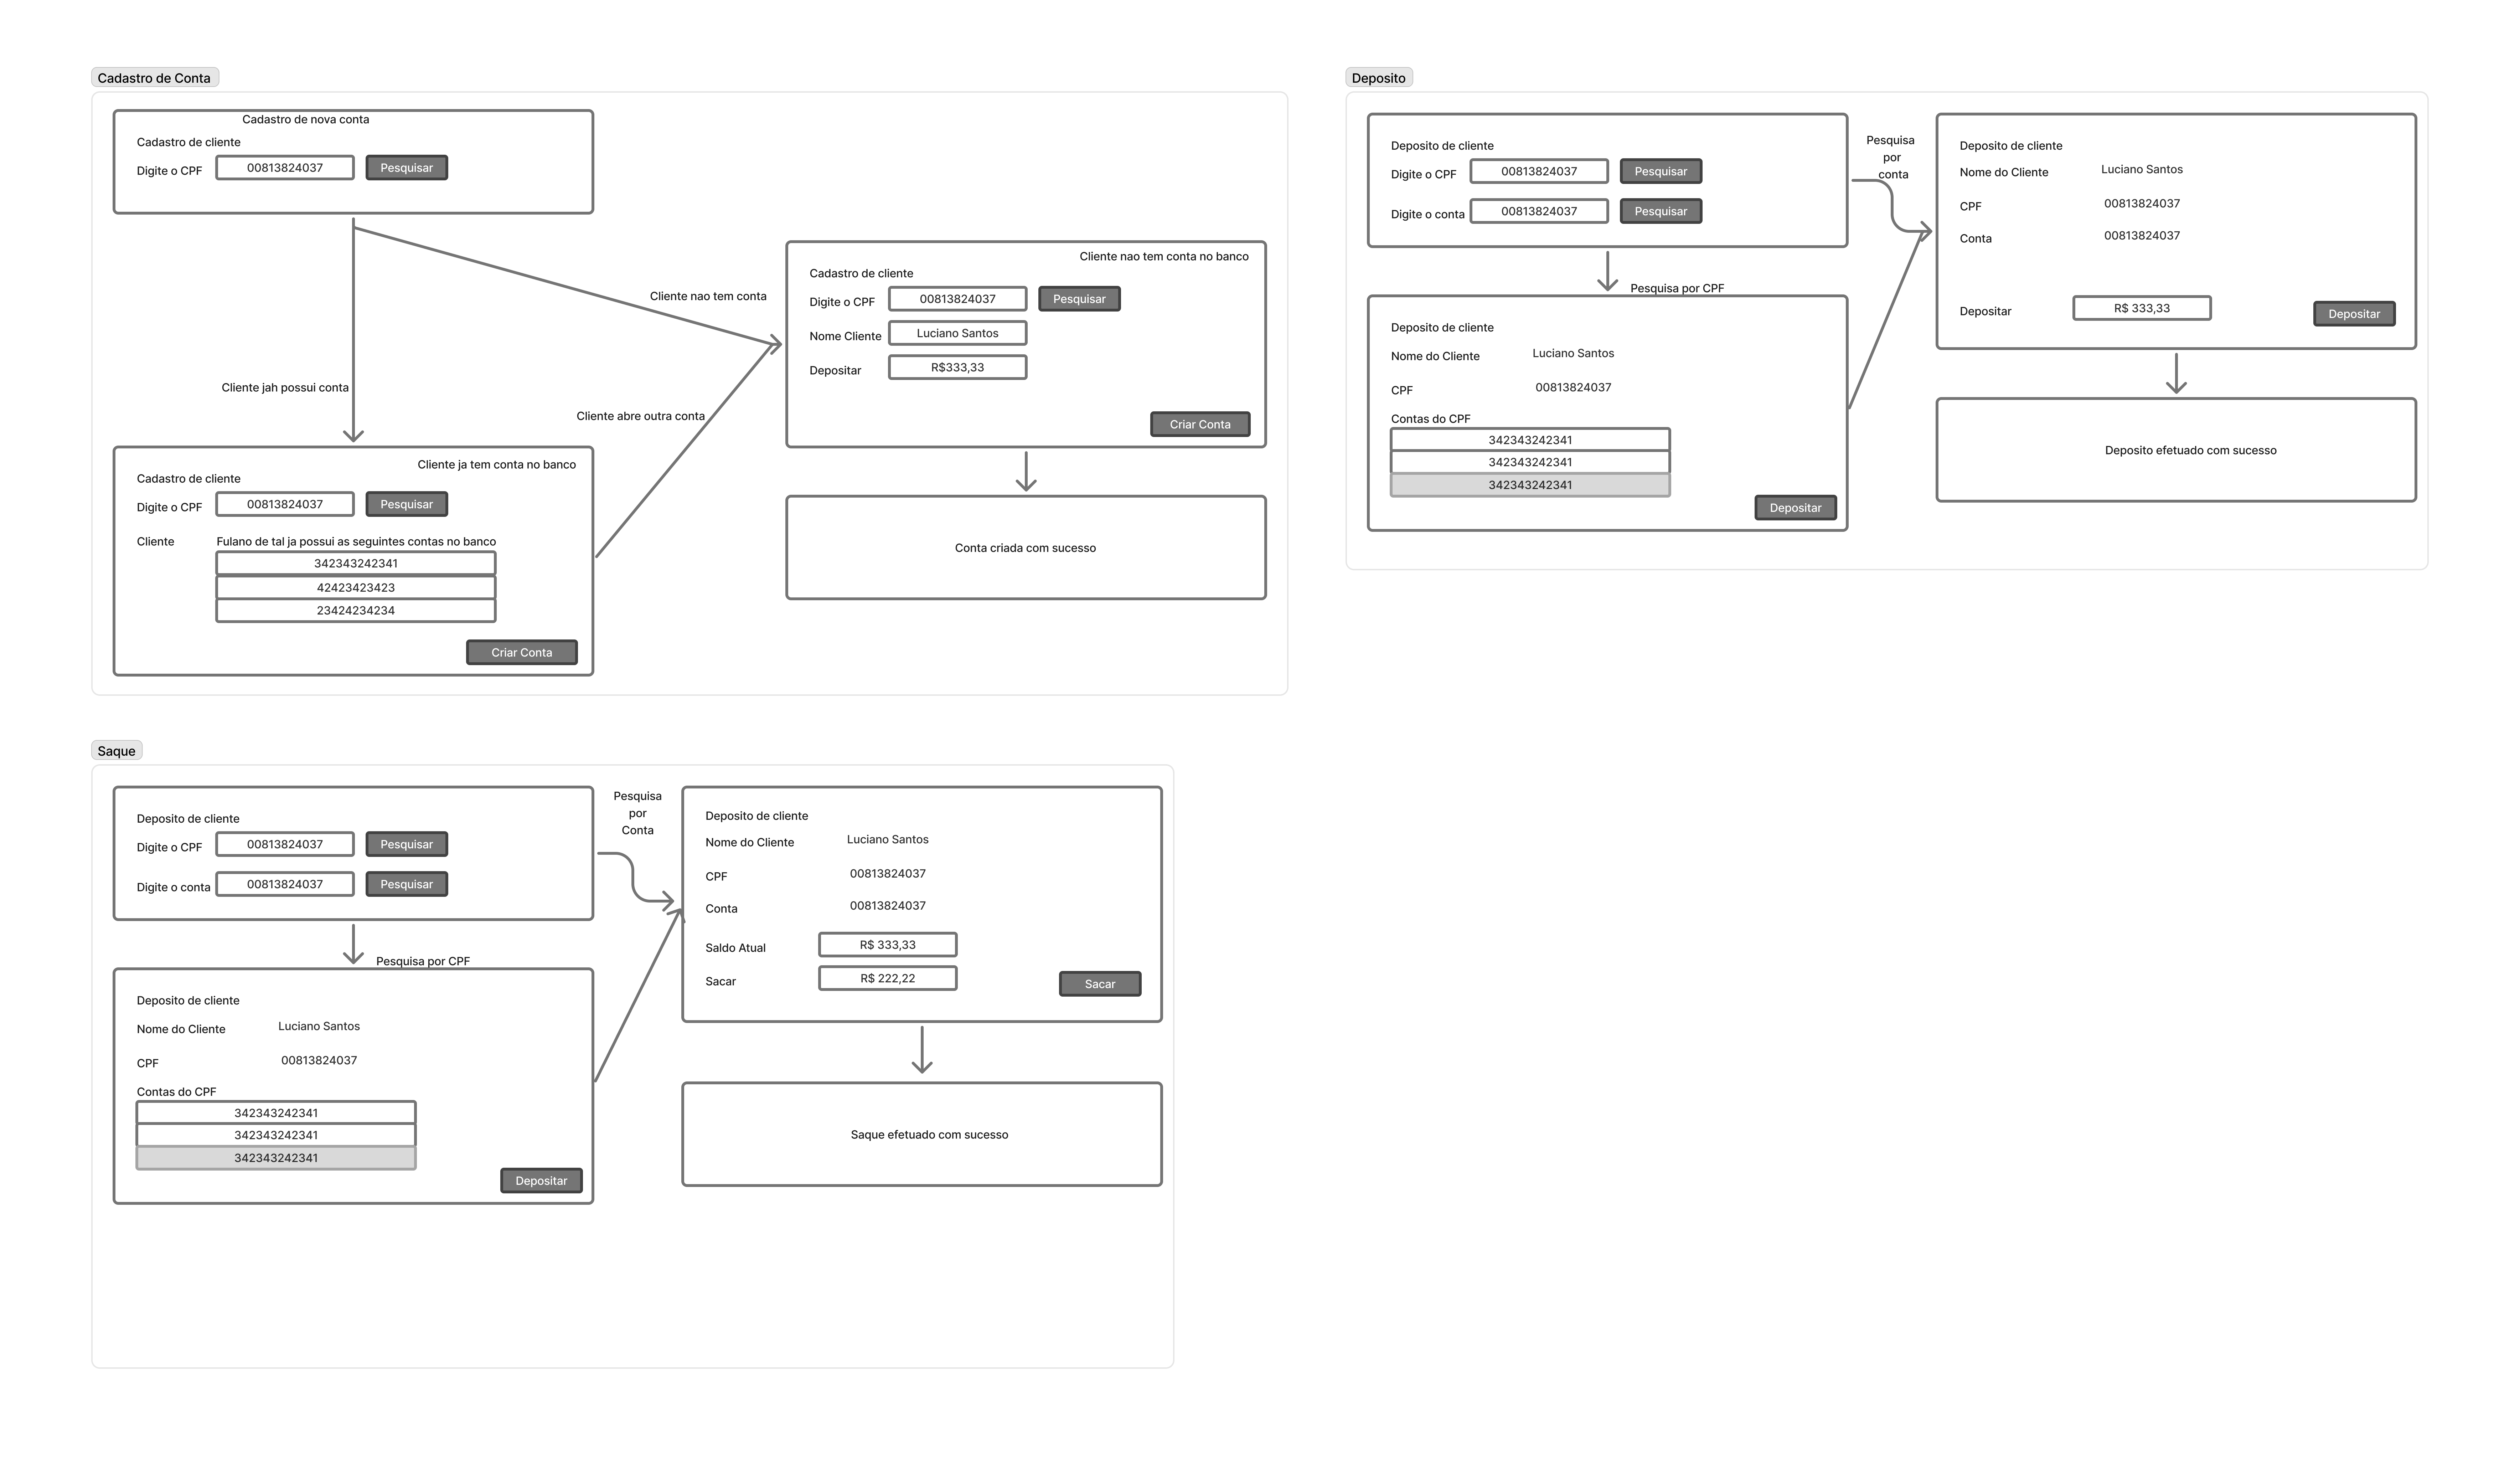 Cadastro de Conta
Cadastro de nova conta
Cadastro de cliente
Digite o CPF 00813824037 Pesquisar
Cliente nao tem conta
Cliente jah possui conta
Cliente abre outra conta
Cliente nao tem conta no banco
Cadastro de cliente
Digite o CPF 00813824037 Pesquisar
Nome Cliente Luciano Santos
Depositar R$333,33
Criar Conta
Cliente ja tem conta no banco
Cadastro de cliente
Digite o CPF 00813824037 Pesquisar
Cliente Fulano de tal ja possui as seguintes contas no banco
342343242341
42423423423
23424234234
Criar Conta
Conta criada com sucesso
Deposito
Deposito de cliente
Digite o CPF 00813824037 Pesquisar
Digite o conta 00813824037 Pesquisar
Pesquisa
por
conta
Pesquisa por CPF
Deposito de cliente
Nome do Cliente Luciano Santos
CPF 00813824037
Contas do CPF
342343242341
342343242341
342343242341
Depositar
Deposito de cliente
Nome do Cliente Luciano Santos
CPF 00813824037
Conta 00813824037
Depositar R$ 333,33 Depositar
Deposito efetuado com sucesso
Saque
Deposito de cliente
Digite o CPF 00813824037 Pesquisar
Digite o conta 00813824037 Pesquisar
Pesquisa
por
Conta
Pesquisa por CPF
Deposito de cliente
Nome do Cliente Luciano Santos
CPF 00813824037
Contas do CPF
342343242341
342343242341
342343242341
Depositar
Deposito de cliente
Nome do Cliente Luciano Santos
CPF 00813824037
Conta 00813824037
Saldo Atual R$ 333,33
Sacar R$ 222,22 Sacar
Saque efetuado com sucesso